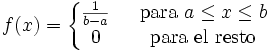 f(x) = { 1/(b−a) para a ≤ x ≤ b
0 para el resto